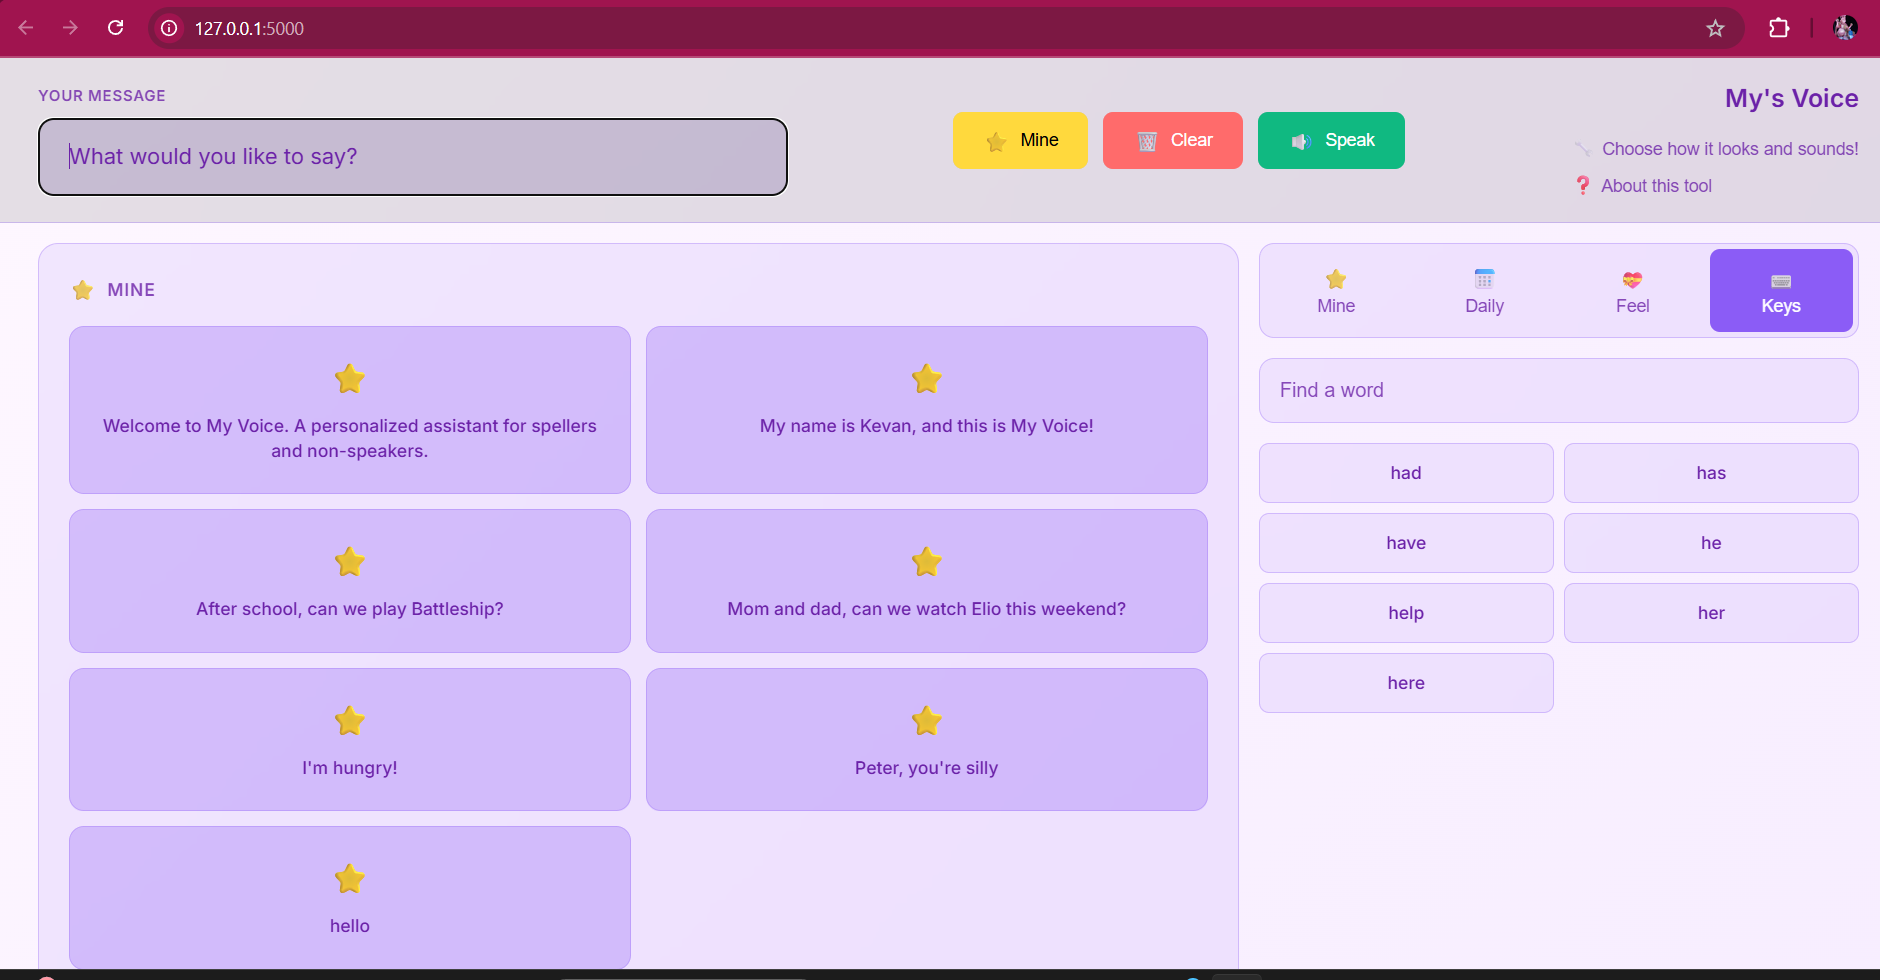 127.0.0.1:5000
YOUR MESSAGE
What would you like to say?
Mine
Clear
Speak
My's Voice
Choose how it looks and sounds!
About this tool
MINE
Welcome to My Voice. A personalized assistant for spellers
and non-speakers.
My name is Kevan, and this is My Voice!
After school, can we play Battleship?
Mom and dad, can we watch Elio this weekend?
I'm hungry!
Peter, you're silly
hello
Mine
Daily
Feel
Keys
Find a word
had
has
have
he
help
her
here